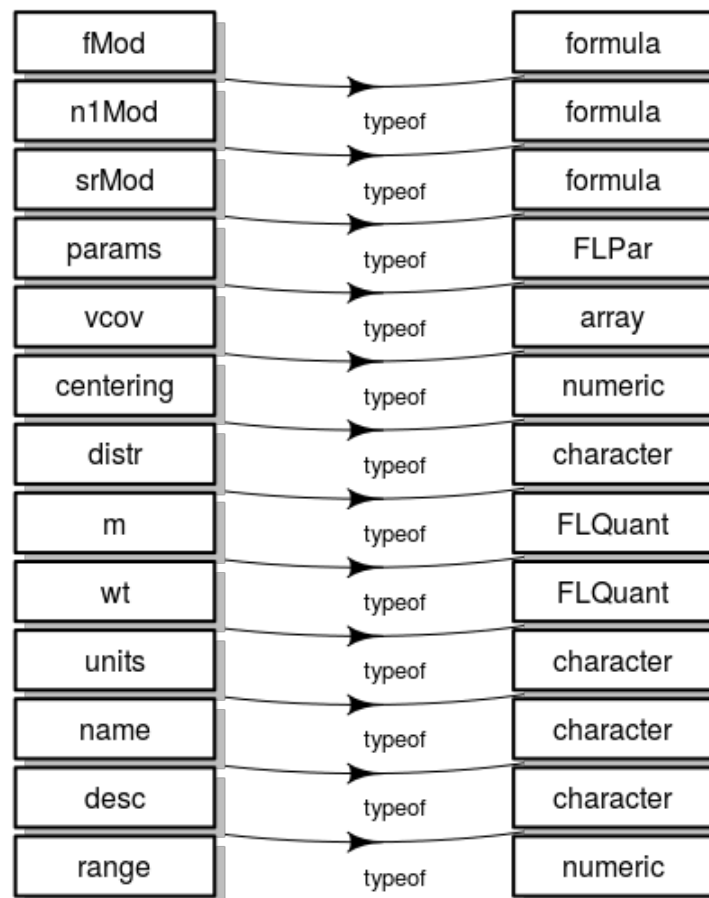 fMod formula
typeof
n1Mod formula
typeof
srMod formula
typeof
params FLPar
typeof
vcov array
typeof
centering numeric
typeof
distr character
typeof
m FLQuant
typeof
wt FLQuant
typeof
units character
typeof
name character
typeof
desc character
typeof
range numeric